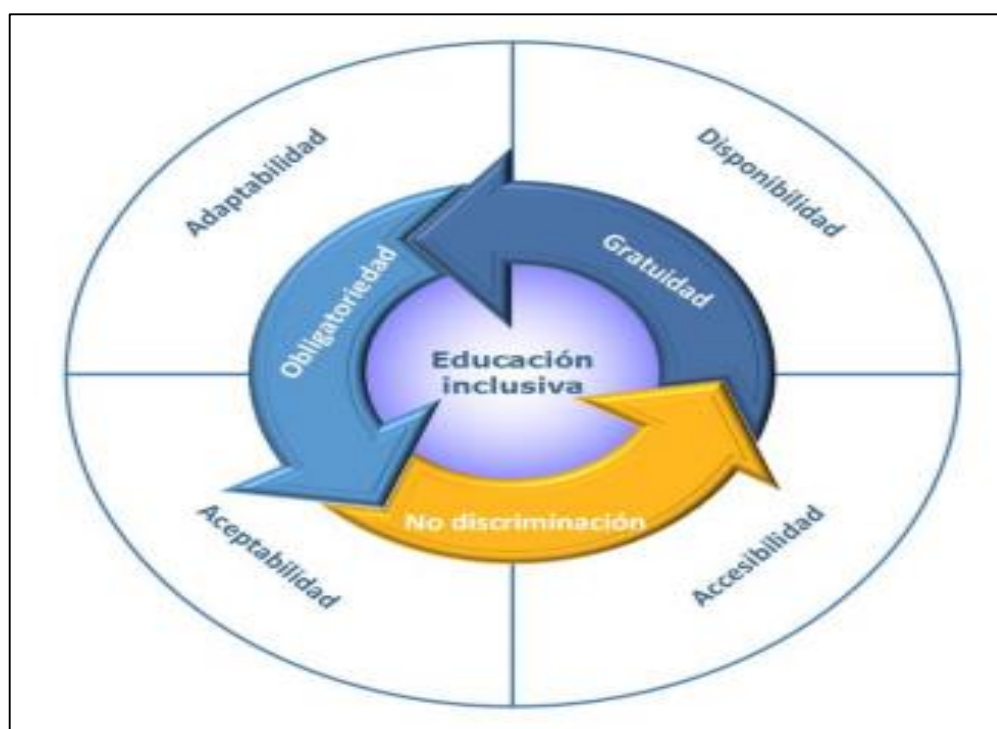 Adaptabilidad
Disponibilidad
Obligatoriedad
Gratuidad
Educación
inclusiva
No discriminación
Aceptabilidad
Accesibilidad